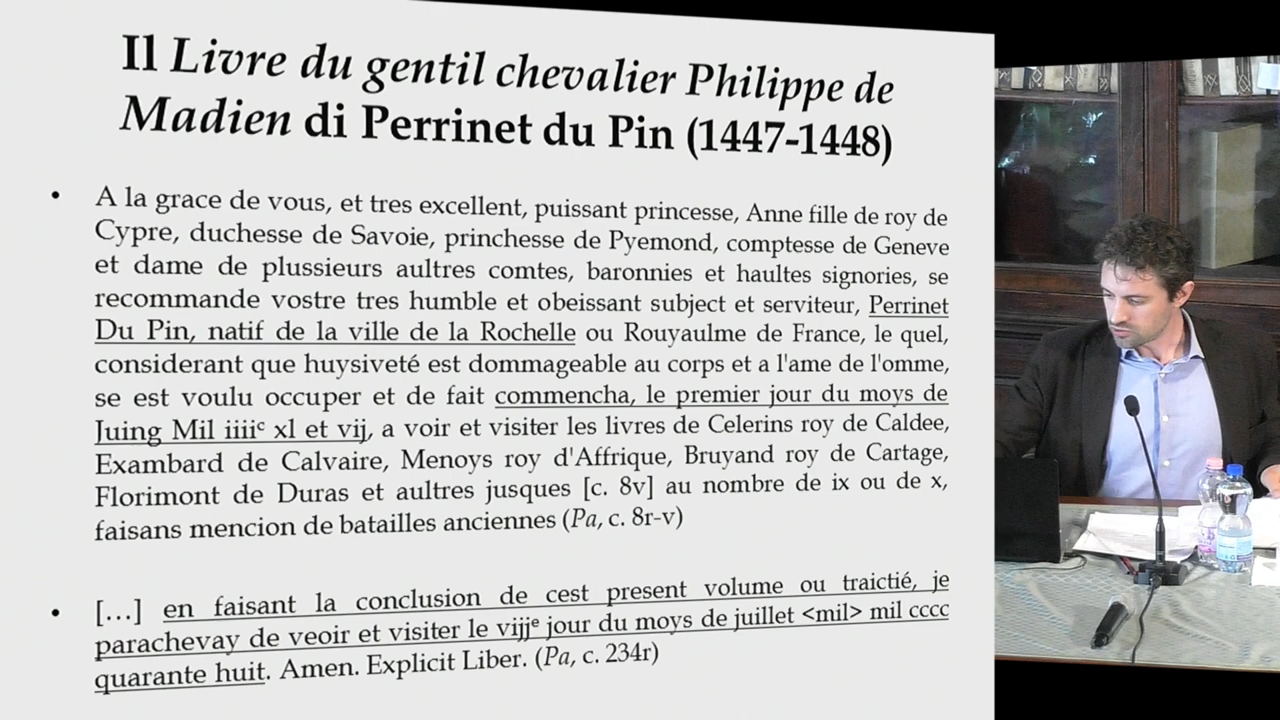 Il Livre du gentil chevalier Philippe de
Madien di Perrinet du Pin (1447-1448)
• A la grace de vous, et tres excellent, puissant princesse, Anne fille de roy de
Cypre, duchesse de Savoie, princhesse de Pyemond, comptesse de Geneve
et dame de plussieurs aultres comtes, baronnies et haultes signories, se
recommande vostre tres humble et obeissant subject et serviteur, Perrinet
Du Pin, natif de la ville de la Rochelle ou Rouyaulme de France, le quel,
considerant que huysiveté est dommageable au corps et a l'ame de l'omme,
se est voulu occuper et de fait commencha, le premier jour du moys de
Juing Mil iiiiᶜ xl et vij, a voir et visiter les livres de Celerins roy de Caldee,
Exambard de Calvaire, Menoys roy d'Affrique, Bruyand roy de Cartage,
Florimont de Duras et aultres jusques [c. 8v] au nombre de ix ou de x,
faisans mencion de batailles anciennes (Pa, c. 8r-v)
• […] en faisant la conclusion de cest present volume ou traictié, je
parachevay de veoir et visiter le vijjᵉ jour du moys de juillet <mil> mil cccc
quarante huit. Amen. Explicit Liber. (Pa, c. 234r)